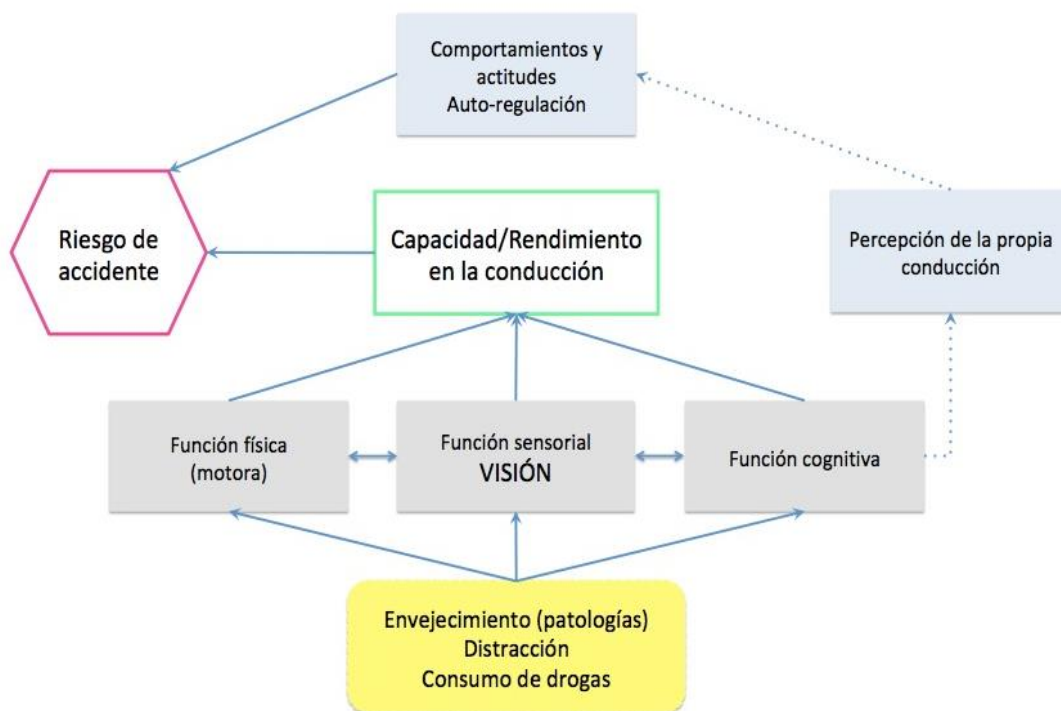 Comportamientos y
actitudes
Auto-regulación
Riesgo de
accidente
Capacidad/Rendimiento
en la conducción
Percepción de la propia
conducción
Función física
(motora)
Función sensorial
VISIÓN
Función cognitiva
Envejecimiento (patologías)
Distracción
Consumo de drogas